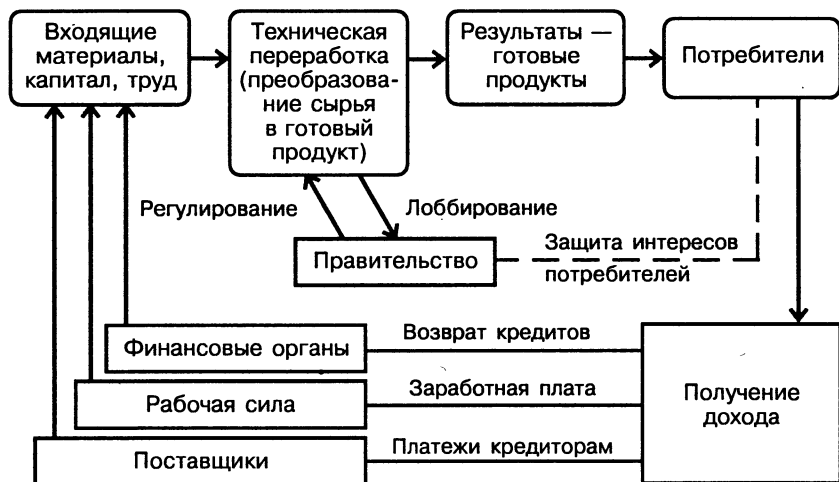 Входящие
материалы,
капитал, труд
Техническая
переработка
(преобразова-
ние сырья
в готовый
продукт)
Результаты —
готовые
продукты
Потребители
Регулирование
Лоббирование
Правительство
Защита интересов
потребителей
Финансовые органы
Возврат кредитов
Рабочая сила
Заработная плата
Поставщики
Платежи кредиторам
Получение
дохода